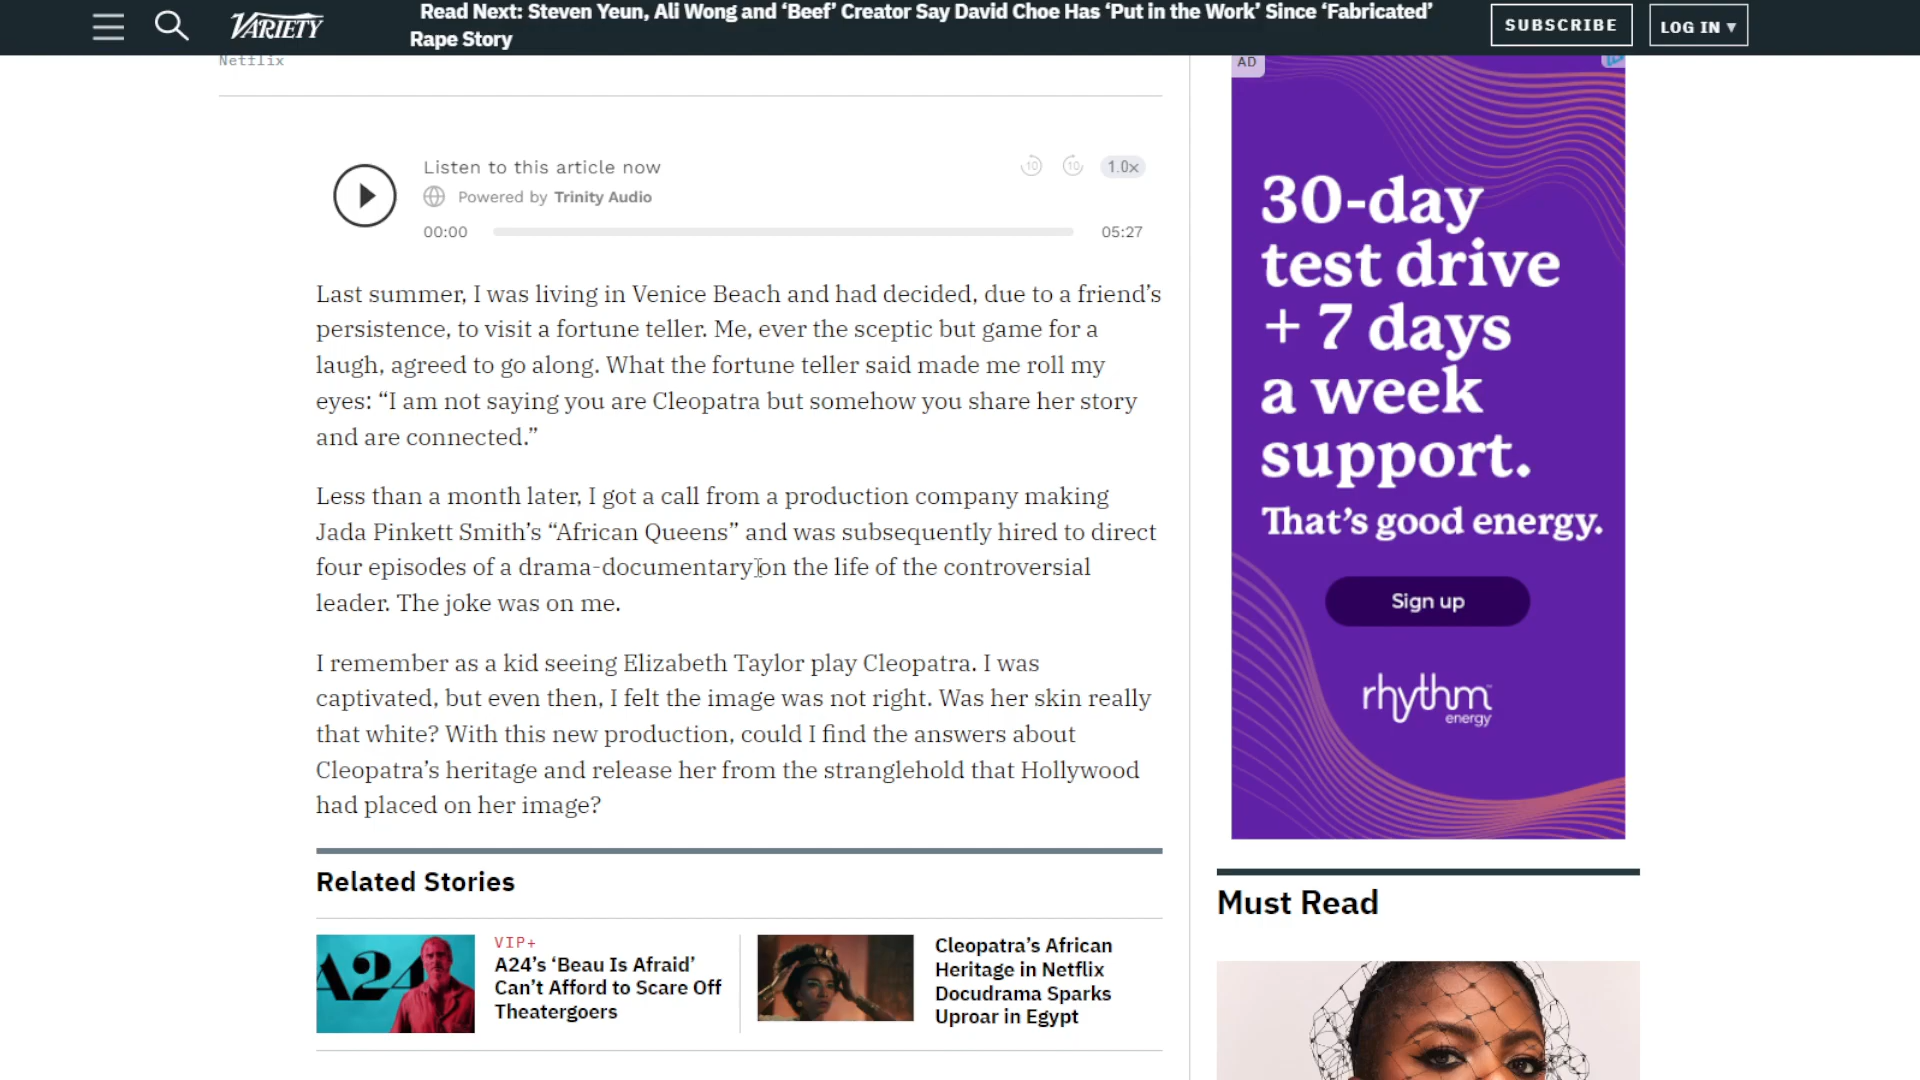 VARIETY
Read Next: Steven Yeun, Ali Wong and ‘Beef’ Creator Say David Choe Has ‘Put in the Work’ Since ‘Fabricated’
Rape Story
SUBSCRIBE
LOG IN ▾
Netflix
Listen to this article now
10
10
1.0x
Powered by Trinity Audio
00:00
05:27
Last summer, I was living in Venice Beach and had decided, due to a friend’s
persistence, to visit a fortune teller. Me, ever the sceptic but game for a
laugh, agreed to go along. What the fortune teller said made me roll my
eyes: “I am not saying you are Cleopatra but somehow you share her story
and are connected.”
Less than a month later, I got a call from a production company making
Jada Pinkett Smith’s “African Queens” and was subsequently hired to direct
four episodes of a drama-documentary on the life of the controversial
leader. The joke was on me.
I remember as a kid seeing Elizabeth Taylor play Cleopatra. I was
captivated, but even then, I felt the image was not right. Was her skin really
that white? With this new production, could I find the answers about
Cleopatra’s heritage and release her from the stranglehold that Hollywood
had placed on her image?
Related Stories
A24
VIP+
A24’s ‘Beau Is Afraid’
Can’t Afford to Scare Off
Theatergoers
Cleopatra’s African
Heritage in Netflix
Docudrama Sparks
Uproar in Egypt
AD
30-day
test drive
+ 7 days
a week
support.
That’s good energy.
Sign up
rhythm
energy
Must Read